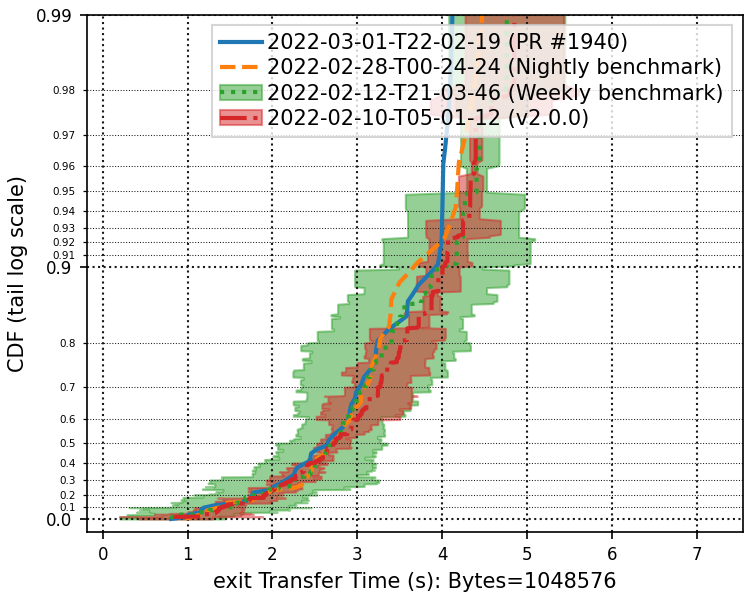 0.99
2022-03-01-T22-02-19 (PR #1940)
2022-02-28-T00-24-24 (Nightly benchmark)
2022-02-12-T21-03-46 (Weekly benchmark)
2022-02-10-T05-01-12 (v2.0.0)
0.98
0.97
0.96
0.95
0.94
0.93
0.92
0.91
0.9
0.8
0.7
0.6
0.5
0.4
0.3
0.2
0.1
0.0
CDF (tail log scale)
0 1 2 3 4 5 6 7
exit Transfer Time (s): Bytes=1048576